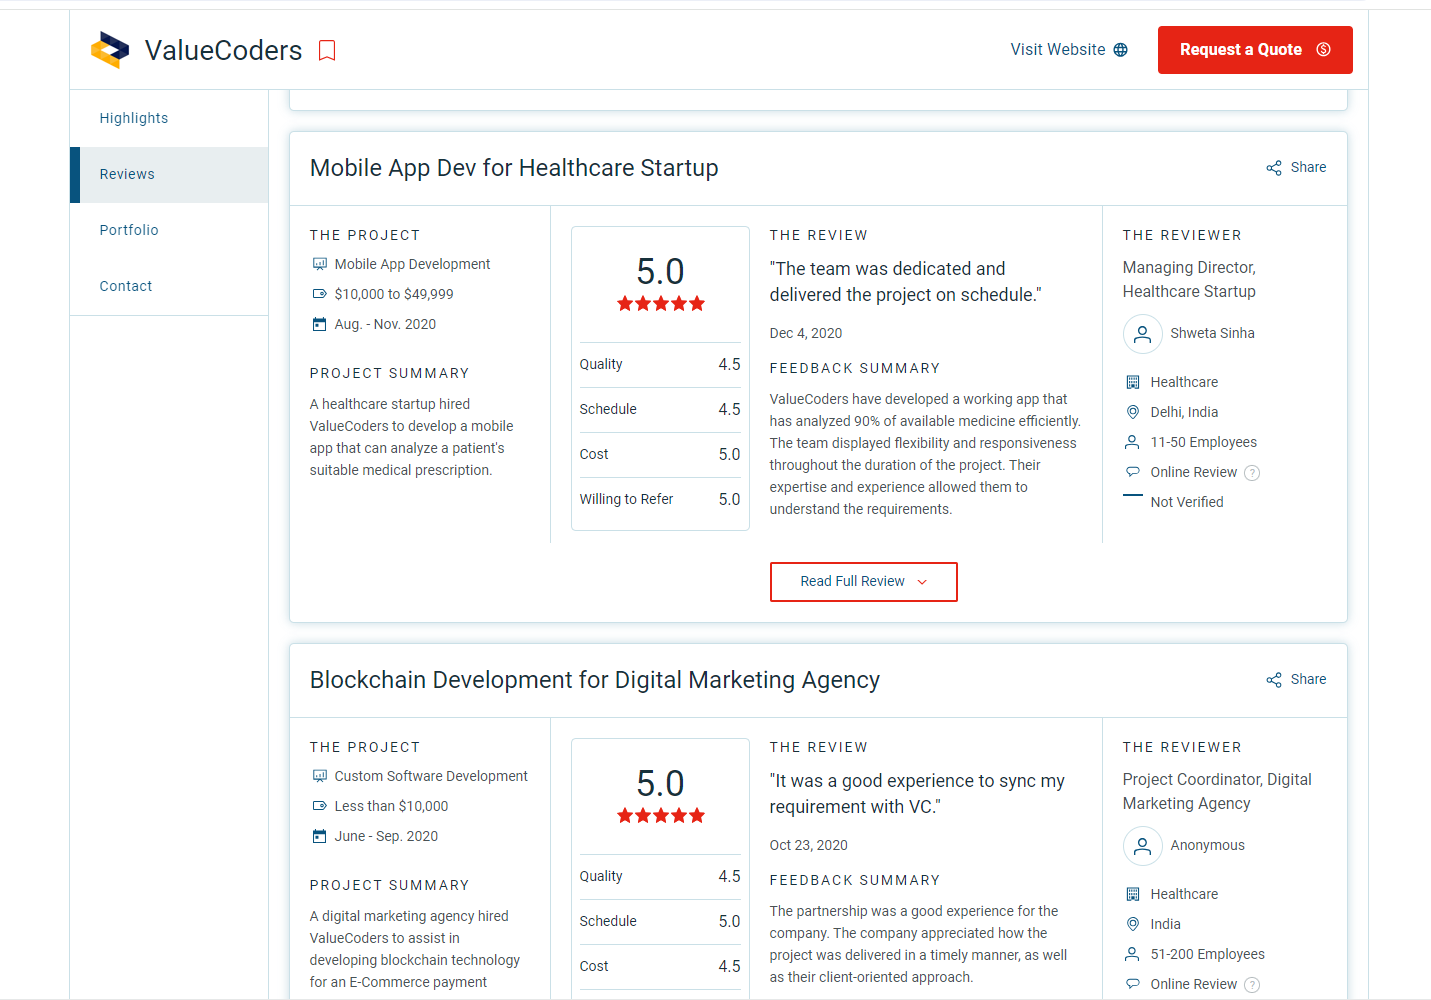 ValueCoders
Visit Website
Request a Quote
Highlights
Reviews
Portfolio
Contact
Mobile App Dev for Healthcare Startup
Share
THE PROJECT
Mobile App Development
$10,000 to $49,999
Aug. - Nov. 2020
PROJECT SUMMARY
A healthcare startup hired
ValueCoders to develop a mobile
app that can analyze a patient's
suitable medical prescription.
5.0
Quality 4.5
Schedule 4.5
Cost 5.0
Willing to Refer 5.0
THE REVIEW
"The team was dedicated and
delivered the project on schedule."
Dec 4, 2020
FEEDBACK SUMMARY
ValueCoders have developed a working app that
has analyzed 90% of available medicine efficiently.
The team displayed flexibility and responsiveness
throughout the duration of the project. Their
expertise and experience allowed them to
understand the requirements.
Read Full Review
THE REVIEWER
Managing Director,
Healthcare Startup
Shweta Sinha
Healthcare
Delhi, India
11-50 Employees
Online Review ?
Not Verified
Blockchain Development for Digital Marketing Agency
Share
THE PROJECT
Custom Software Development
Less than $10,000
June - Sep. 2020
PROJECT SUMMARY
A digital marketing agency hired
ValueCoders to assist in
developing blockchain technology
for an E-Commerce payment
5.0
Quality 4.5
Schedule 5.0
Cost 4.5
THE REVIEW
"It was a good experience to sync my
requirement with VC."
Oct 23, 2020
FEEDBACK SUMMARY
The partnership was a good experience for the
company. The company appreciated how the
project was delivered in a timely manner, as well
as their client-oriented approach.
THE REVIEWER
Project Coordinator, Digital
Marketing Agency
Anonymous
Healthcare
India
51-200 Employees
Online Review ?